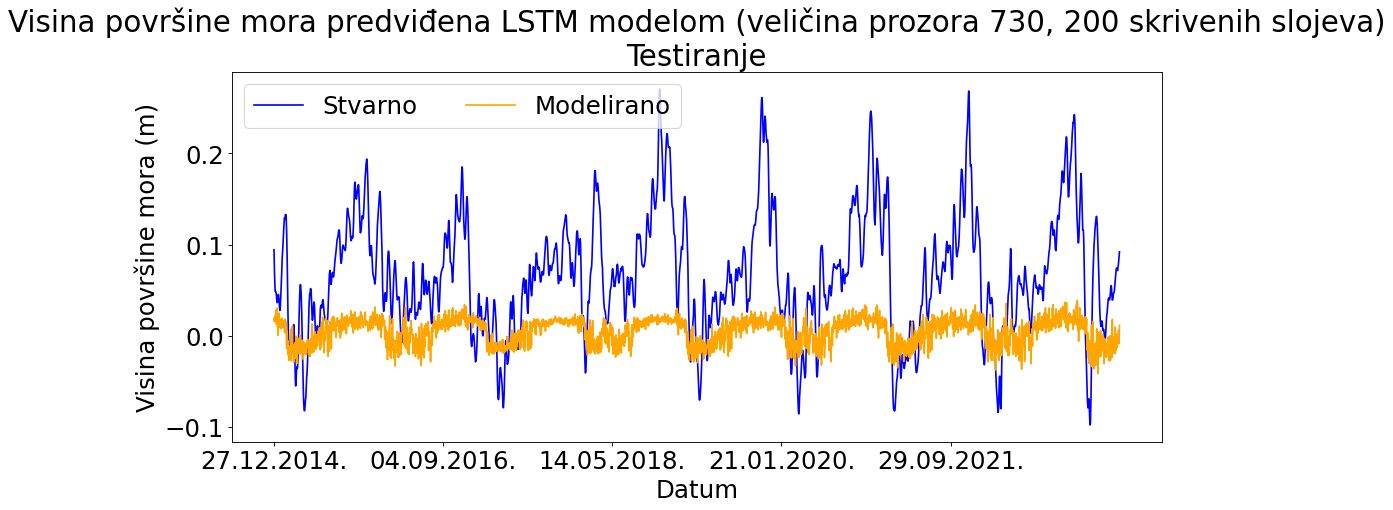 Visina površine mora predviđena LSTM modelom (veličina prozora 730, 200 skrivenih slojeva)
Testiranje
Stvarno Modelirano
Visina površine mora (m)
0.2
0.1
0.0
−0.1
27.12.2014. 04.09.2016. 14.05.2018. 21.01.2020. 29.09.2021.
Datum